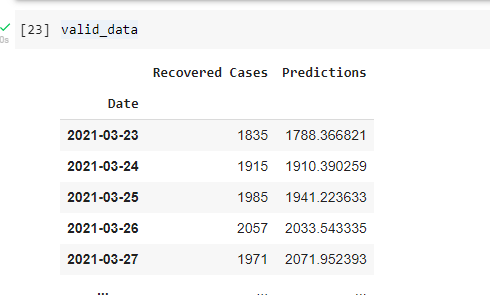 [23] valid_data
0s
Recovered Cases Predictions
Date
2021-03-23 1835 1788.366821
2021-03-24 1915 1910.390259
2021-03-25 1985 1941.223633
2021-03-26 2057 2033.543335
2021-03-27 1971 2071.952393
... ... ...